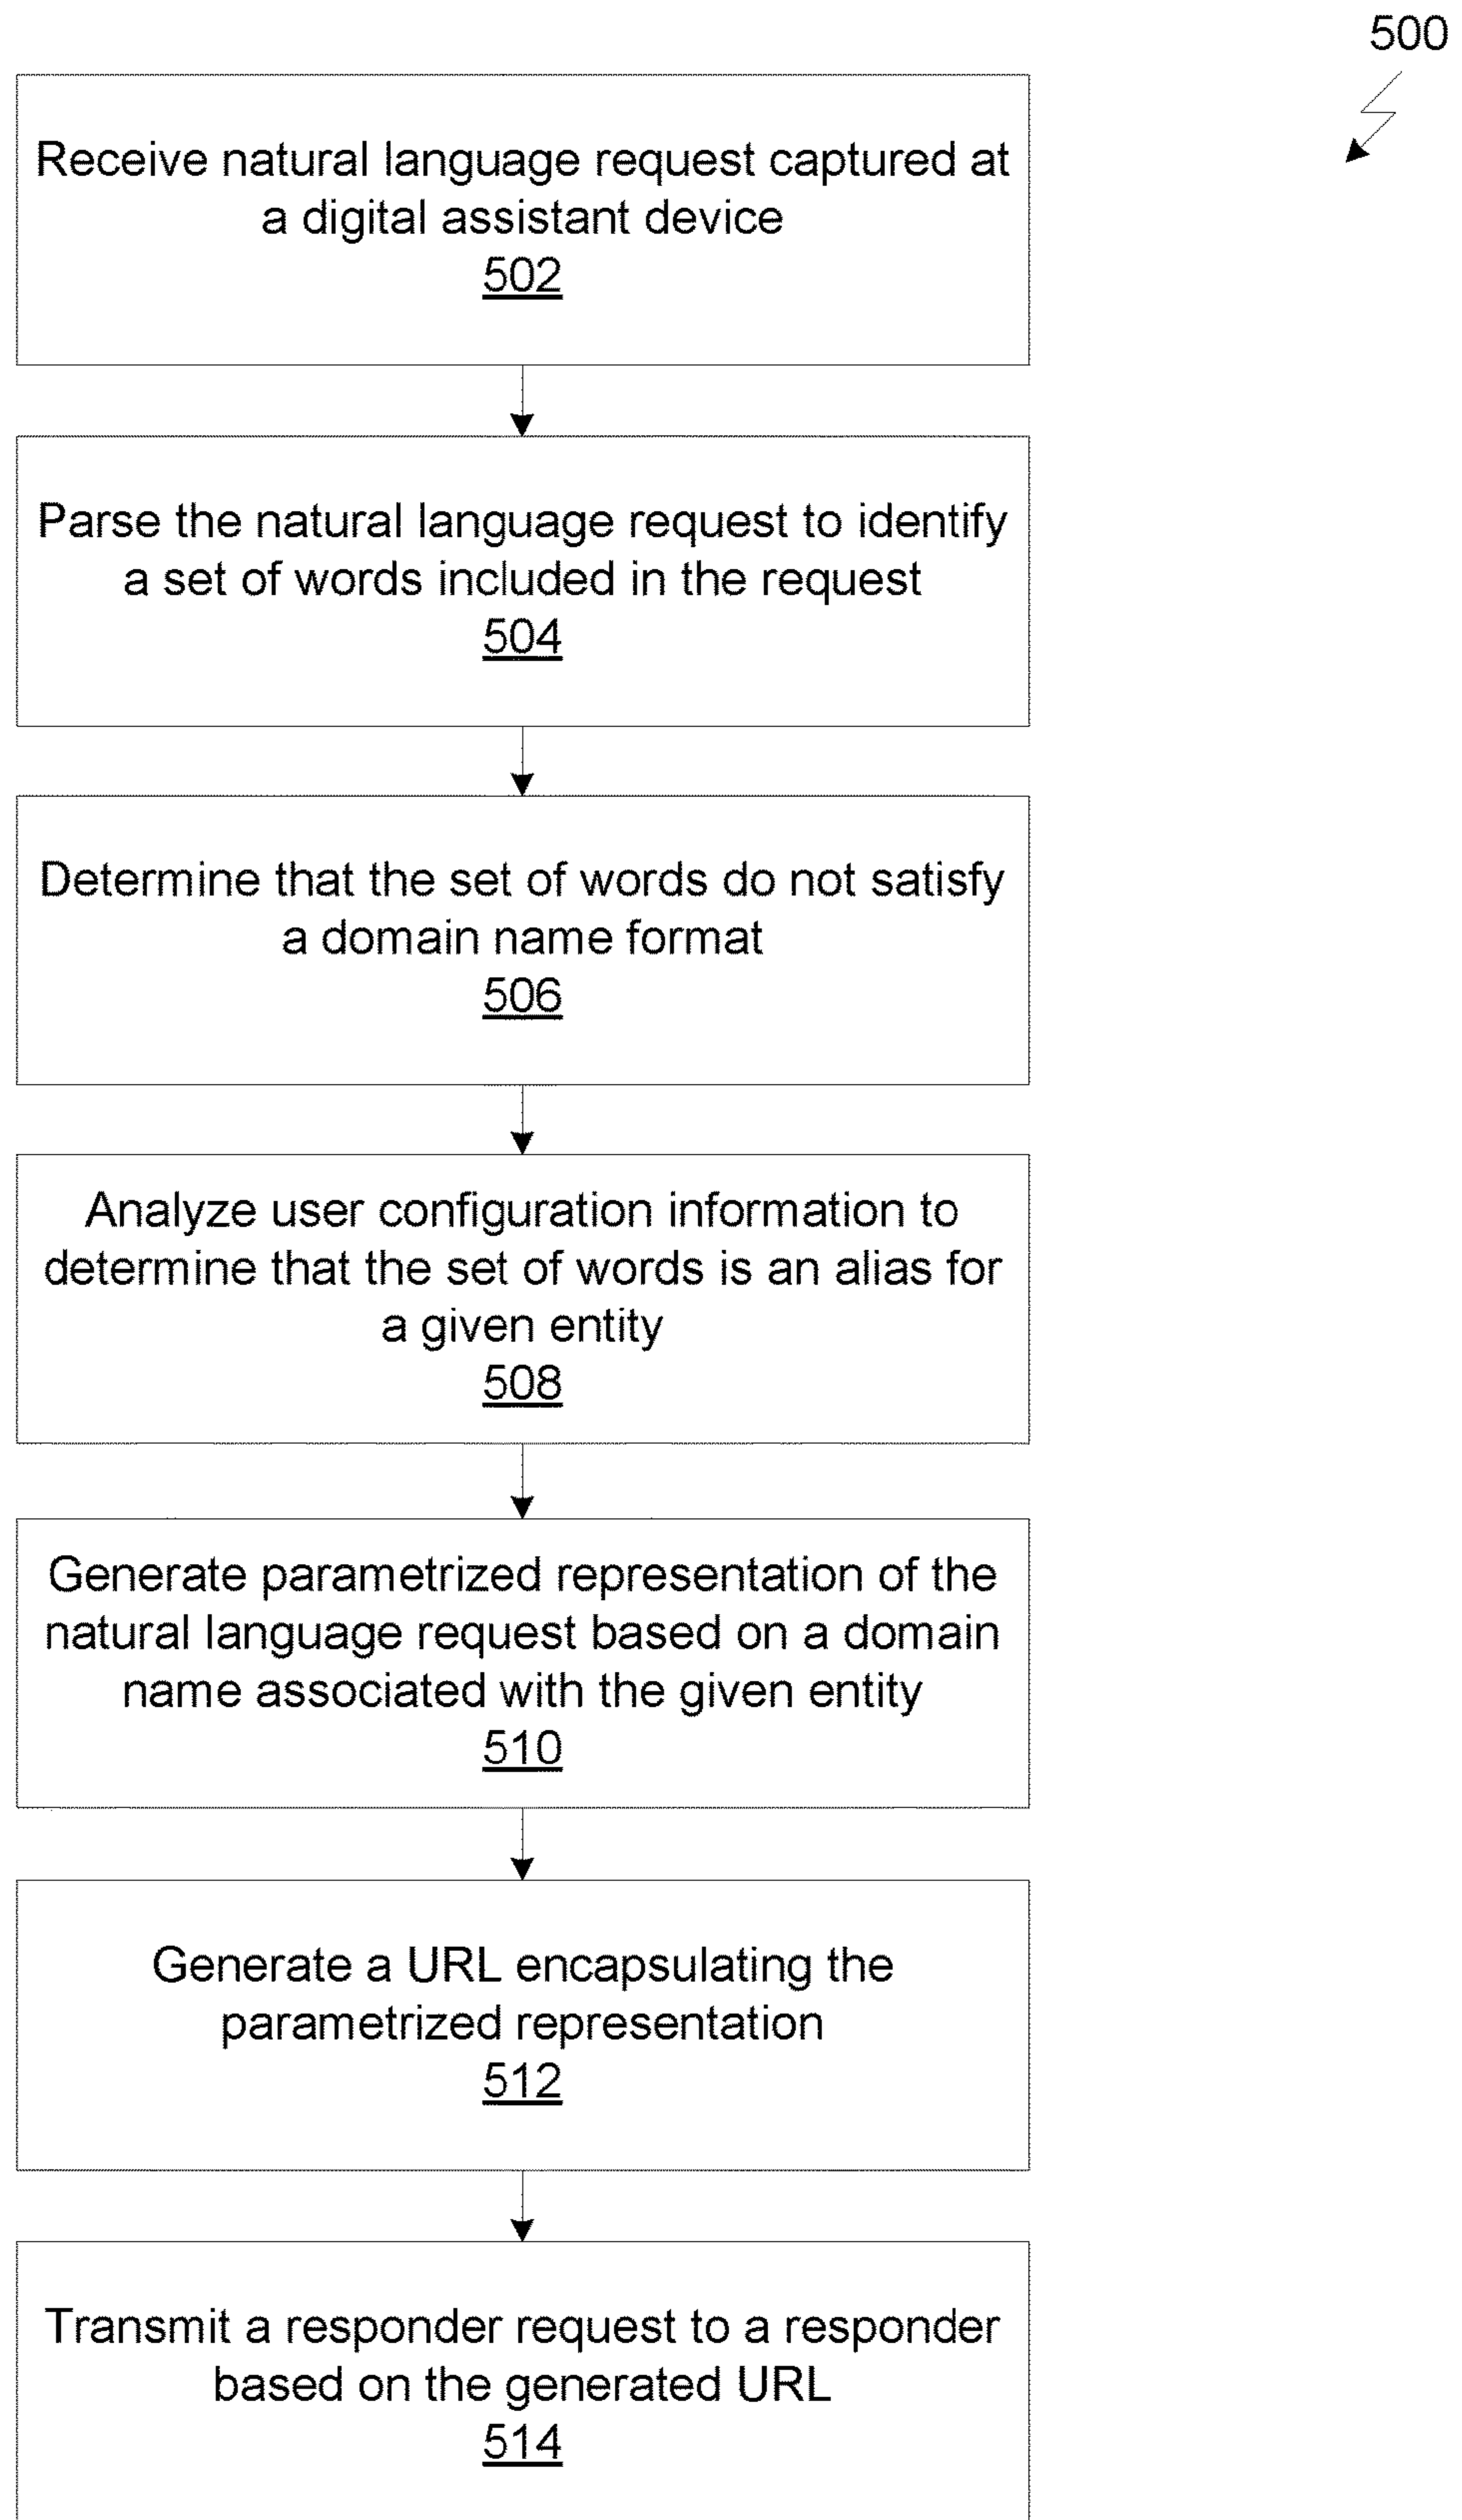 500
Receive natural language request captured at
a digital assistant device
502
Parse the natural language request to identify
a set of words included in the request
504
Determine that the set of words do not satisfy
a domain name format
506
Analyze user configuration information to
determine that the set of words is an alias for
a given entity
508
Generate parametrized representation of the
natural language request based on a domain
name associated with the given entity
510
Generate a URL encapsulating the
parametrized representation
512
Transmit a responder request to a responder
based on the generated URL
514